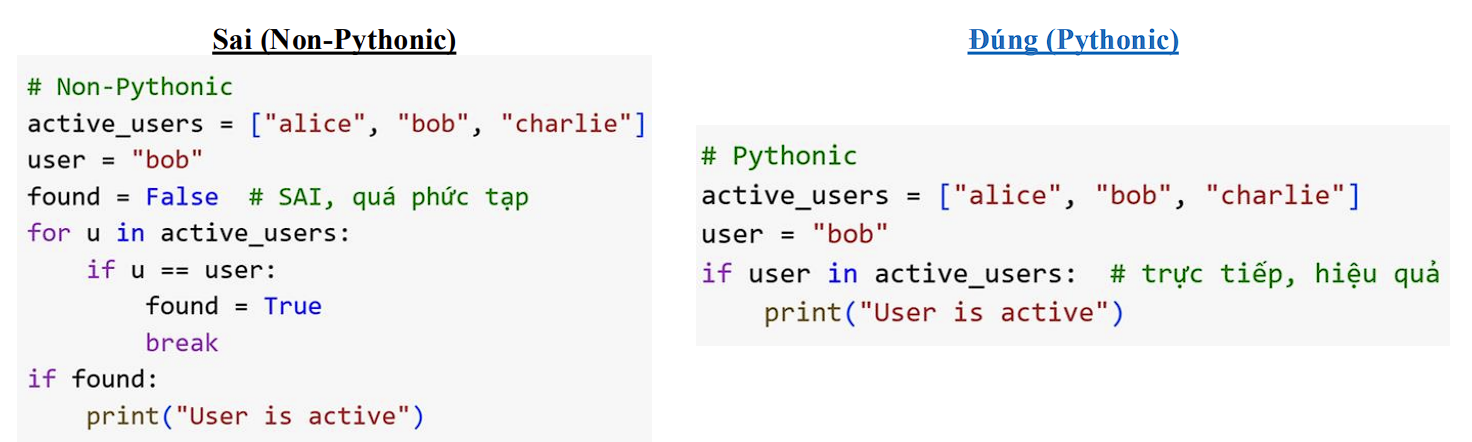 Sai (Non-Pythonic)
# Non-Pythonic
active_users = ["alice", "bob", "charlie"]
user = "bob"
found = False  # SAI, quá phức tạp
for u in active_users:
    if u == user:
        found = True
        break
if found:
    print("User is active")
Đúng (Pythonic)
# Pythonic
active_users = ["alice", "bob", "charlie"]
user = "bob"
if user in active_users:  # trực tiếp, hiệu quả
    print("User is active")